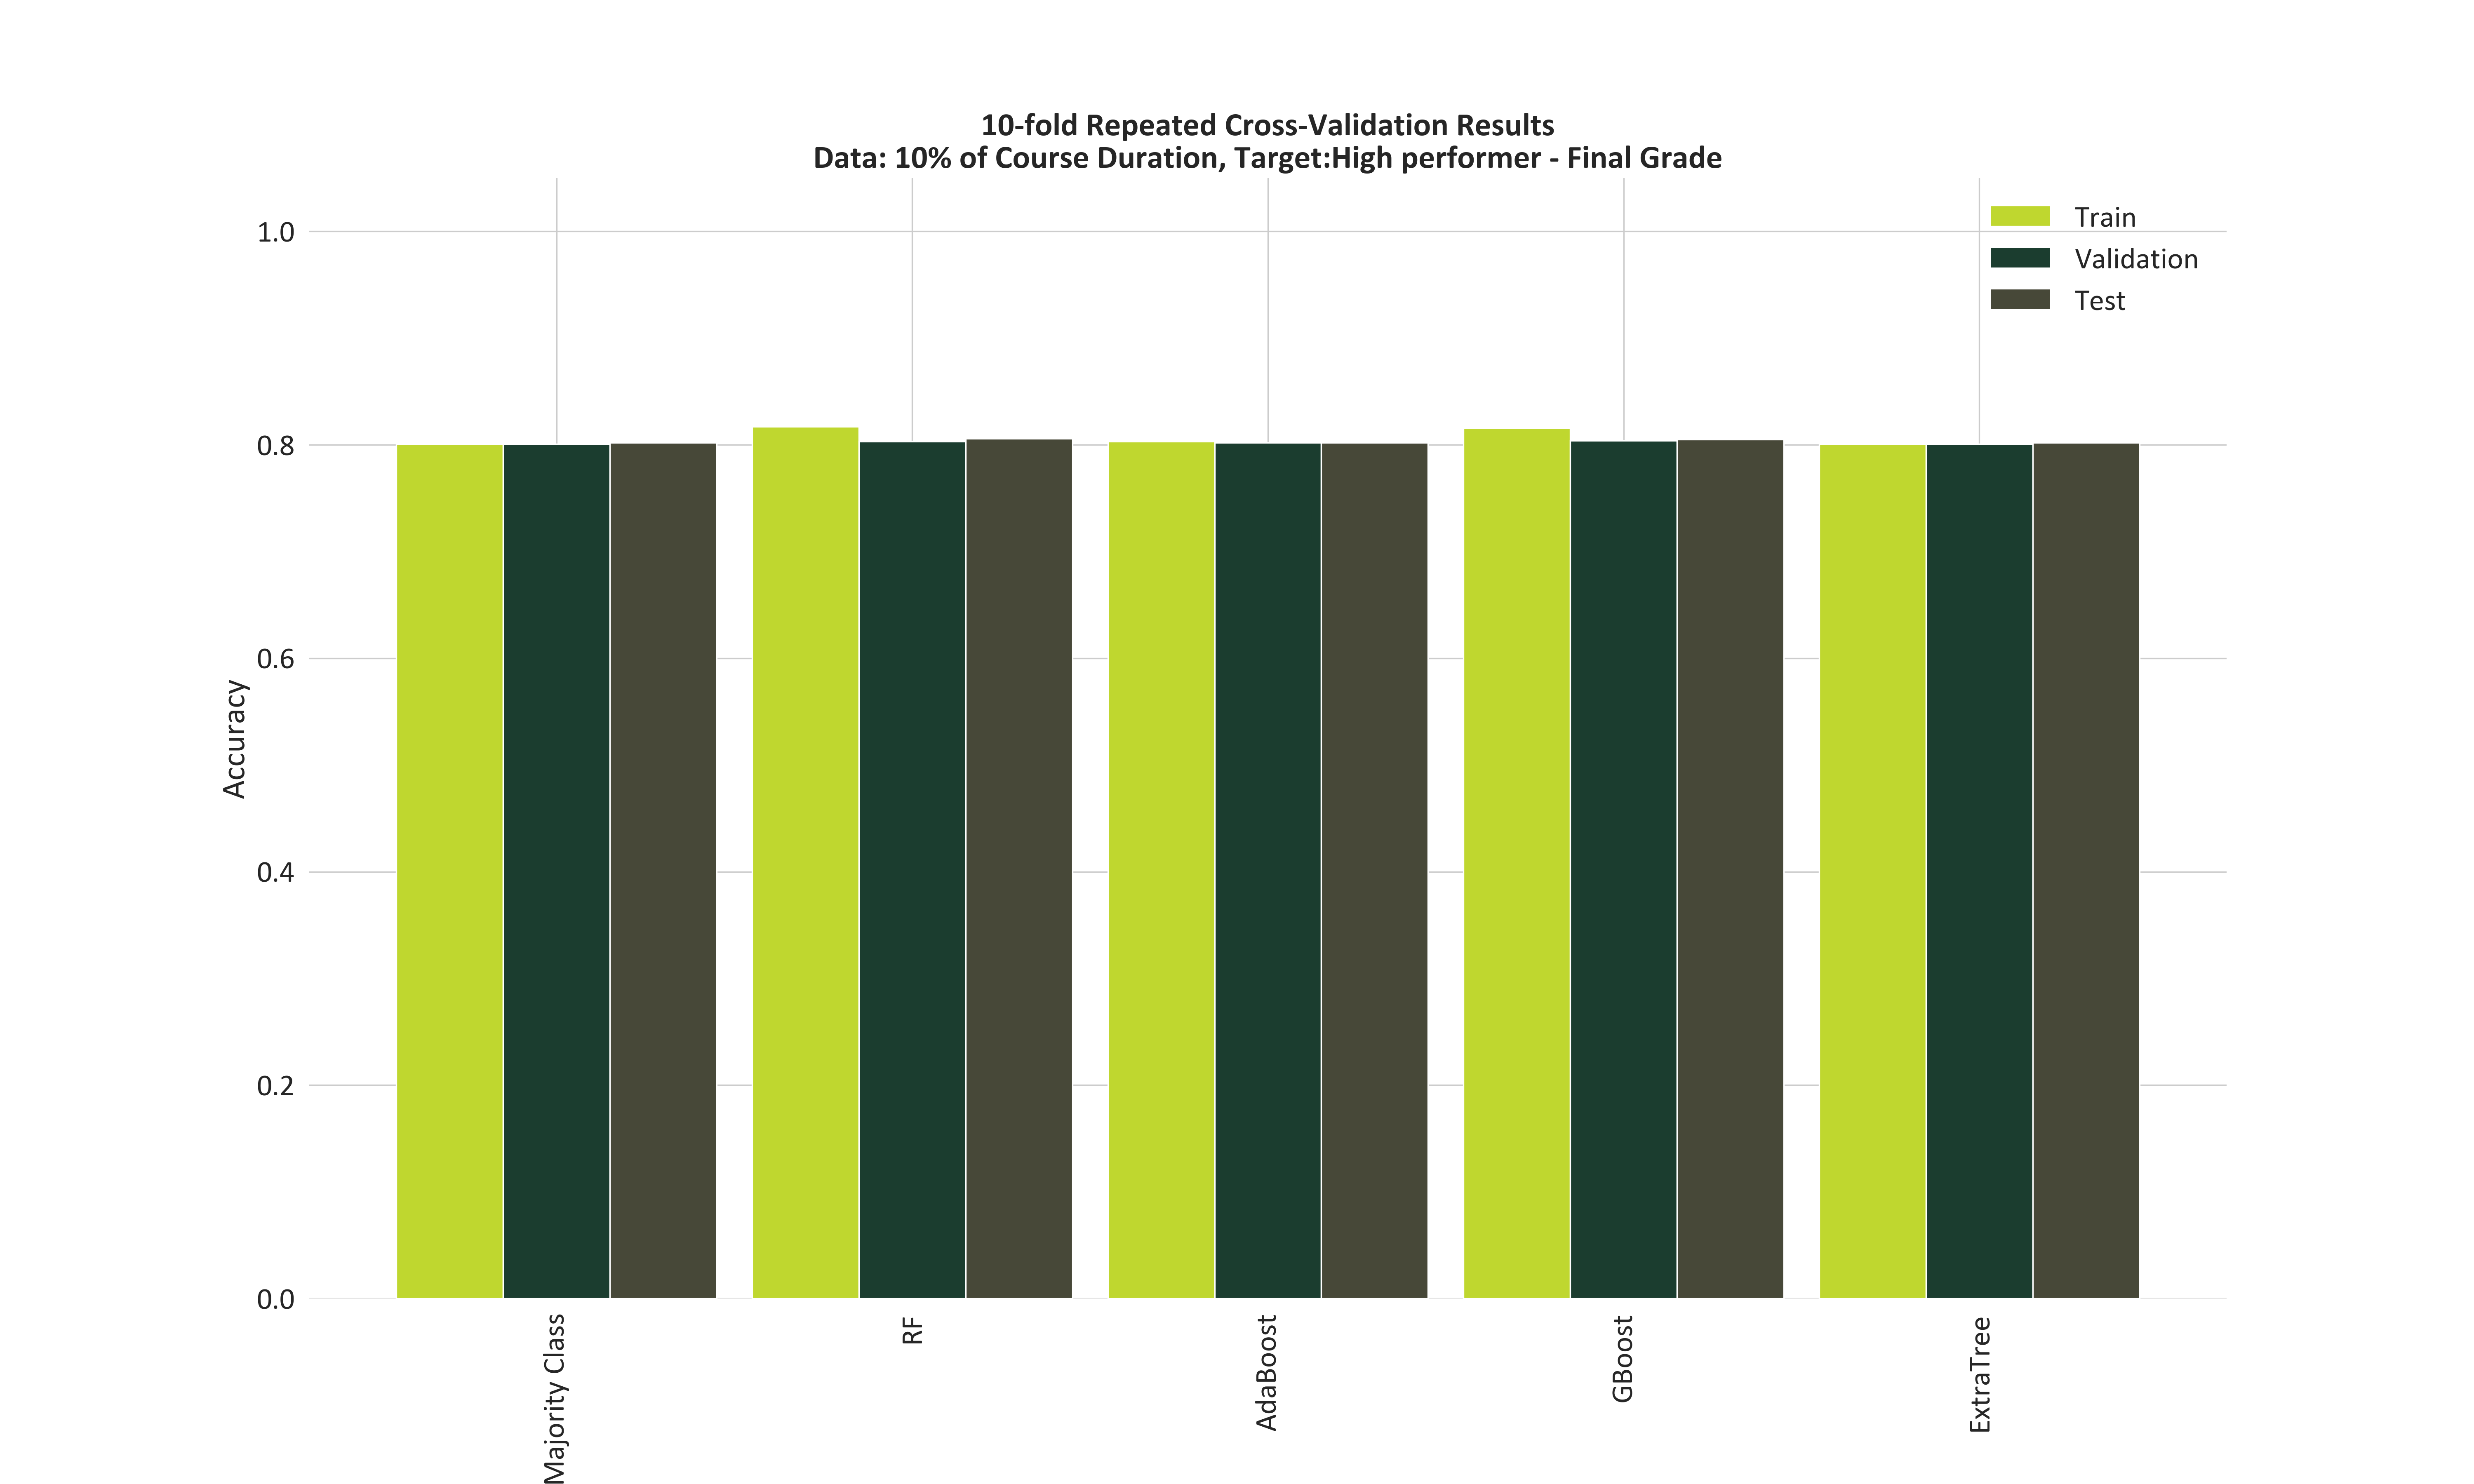 10-fold Repeated Cross-Validation Results
Data: 10% of Course Duration, Target:High performer - Final Grade
Train
Validation
Test
1.0
0.8
0.6
0.4
0.2
0.0
Accuracy
Majority Class
RF
AdaBoost
GBoost
ExtraTree